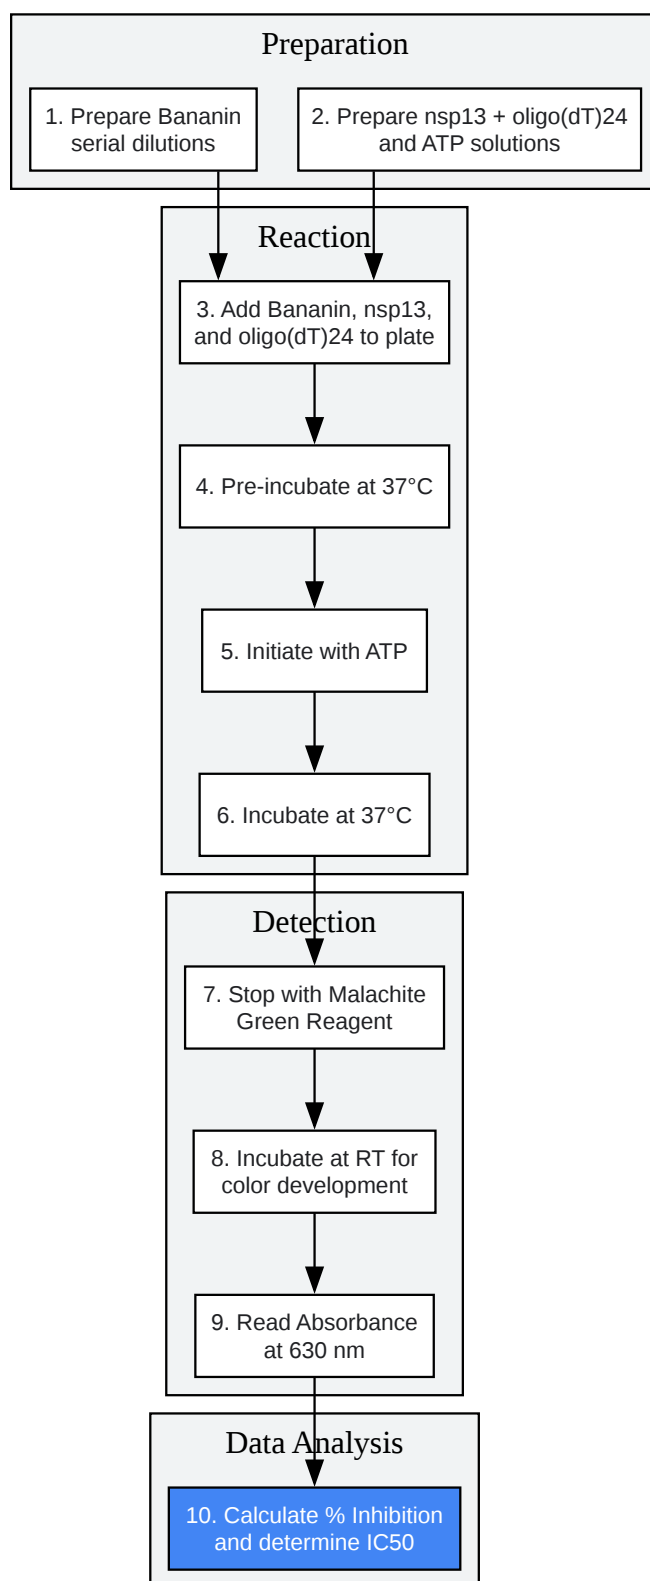 Preparation
1. Prepare Bananin
serial dilutions
2. Prepare nsp13 + oligo(dT)24
and ATP solutions
Reaction
3. Add Bananin, nsp13,
and oligo(dT)24 to plate
4. Pre-incubate at 37°C
5. Initiate with ATP
6. Incubate at 37°C
Detection
7. Stop with Malachite
Green Reagent
8. Incubate at RT for
color development
9. Read Absorbance
at 630 nm
Data Analysis
10. Calculate % Inhibition
and determine IC50